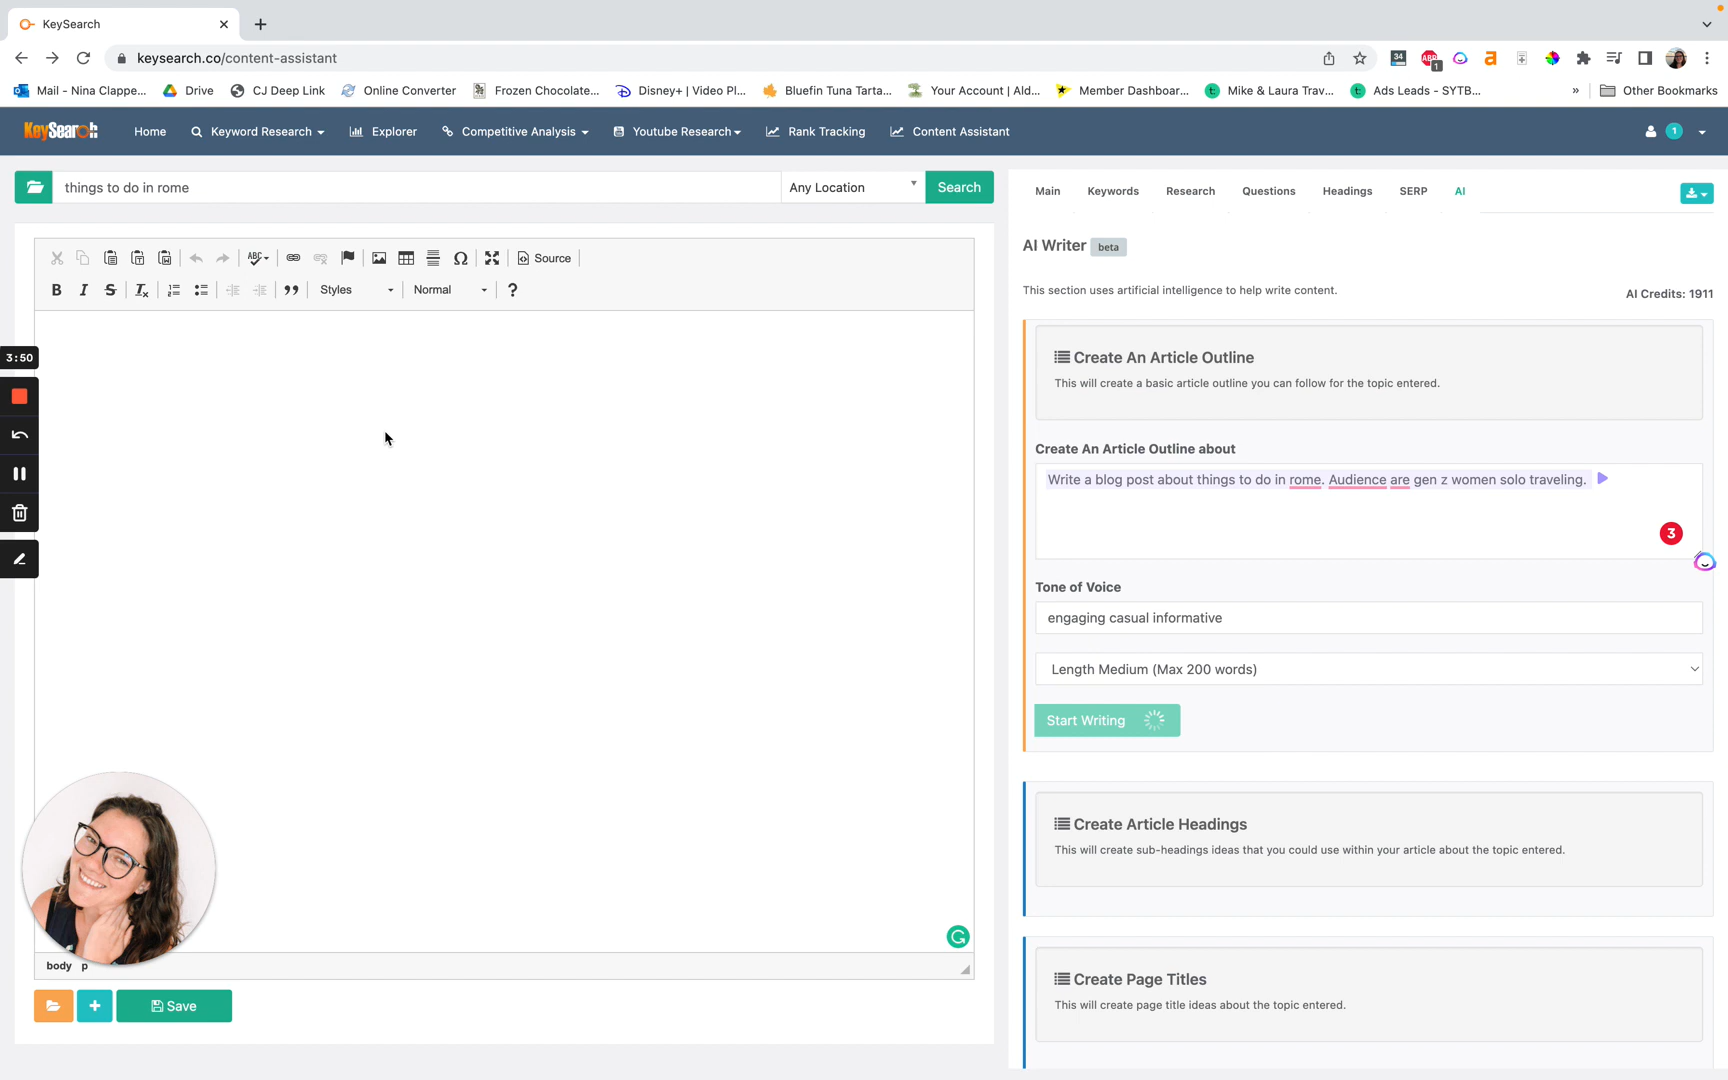 KeySearch
keysearch.co/content-assistant
34
ABP
1
Mail - Nina Clappe...
Drive
CJ Deep Link
Online Converter
Frozen Chocolate...
Disney+ | Video Pl...
Bluefin Tuna Tarta...
Your Account | Ald...
Member Dashboar...
Mike & Laura Trav...
Ads Leads - SYTB...
»
Other Bookmarks
KeySearch
Home
Keyword Research
Explorer
Competitive Analysis
Youtube Research
Rank Tracking
Content Assistant
1
things to do in rome
Any Location
Search
Main
Keywords
Research
Questions
Headings
SERP
AI
ABC
Ω
Source
B
I
S
Styles
Normal
?
AI Writer beta
This section uses artificial intelligence to help write content.
AI Credits: 1911
Create An Article Outline
This will create a basic article outline you can follow for the topic entered.
Create An Article Outline about
Write a blog post about things to do in rome. Audience are gen z women solo traveling.
3
Tone of Voice
engaging casual informative
Length Medium (Max 200 words)
Start Writing
Create Article Headings
This will create sub-headings ideas that you could use within your article about the topic entered.
Create Page Titles
This will create page title ideas about the topic entered.
3:50
body p
Save